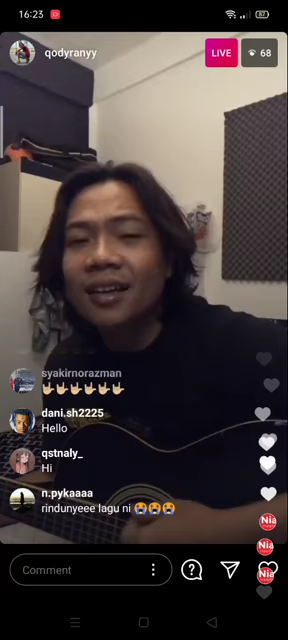 16:23
87
qodyranyy
LIVE
68
syakirnorazman
🤟🏻🤟🏻🤟🏻🤟🏻🤟🏻🤟🏻
dani.sh2225
Hello
qstnaly_
Hi
n.pykaaaa
rindunyeee lagu ni 😭😭😭
Nia
Nia
Nia
Comment